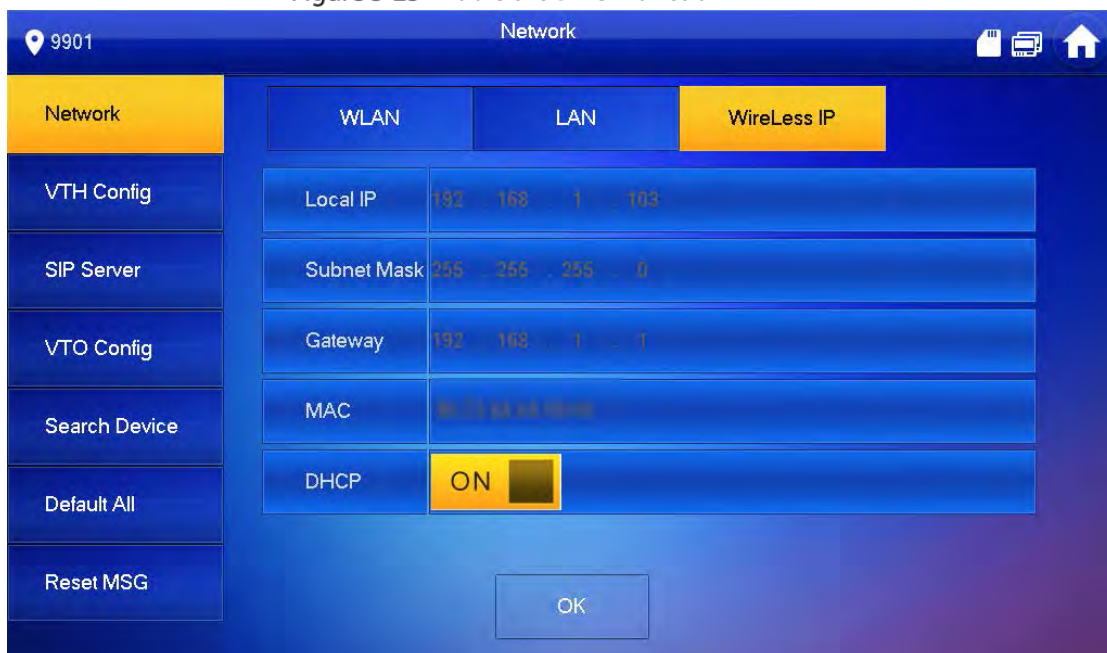 9901
Network
Network
WLAN
LAN
WireLess IP
VTH Config
Local IP 192 . 168 . 1 . 103
SIP Server
Subnet Mask 255 . 255 . 255 . 0
VTO Config
Gateway 192 . 168 . 1 . 1
Search Device
MAC
DHCP ON
Default All
Reset MSG
OK